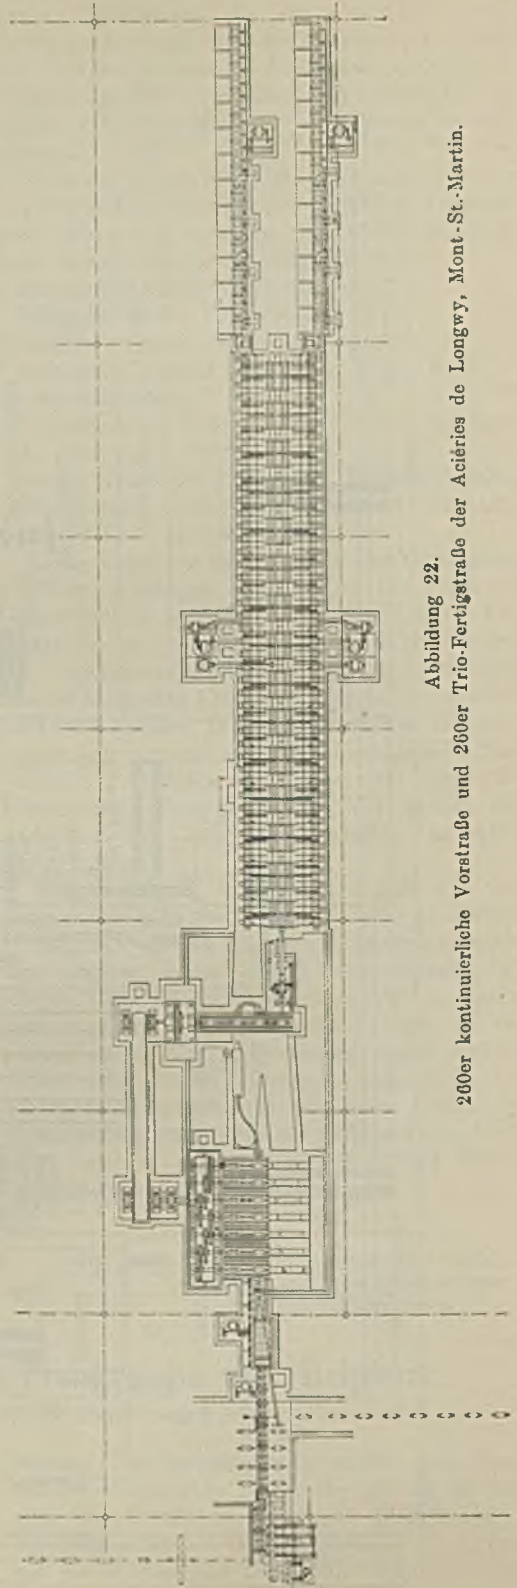 Abbildung 22.
260er kontinuierliche Vorstraße und 260er Trio-Fertigstraße der Aciéries de Longwy, Mont-St.-Martin.